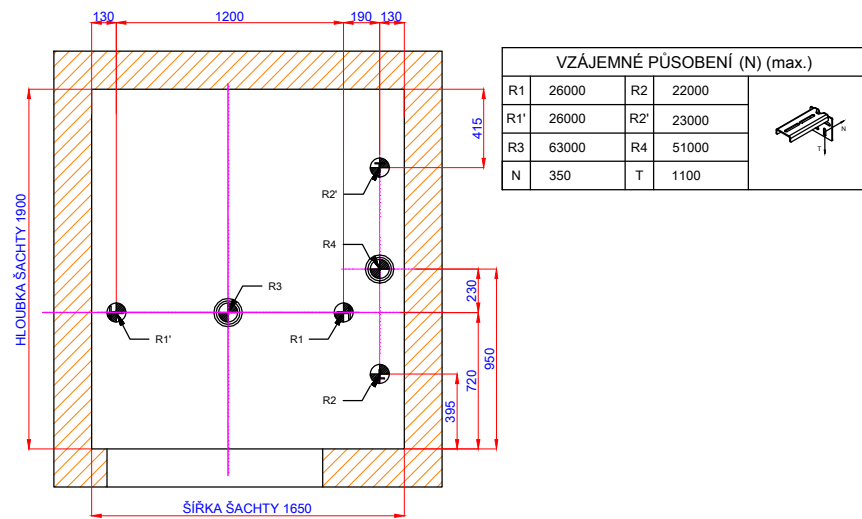 130 1200 190 130
VZÁJEMNÉ PŮSOBENÍ (N) (max.)
R1 26000 R2 22000
R1' 26000 R2' 23000
R3 63000 R4 51000
N 350 T 1100
N
T
415
R2'
R4
HLOUBKA ŠACHTY 1900
R3
230
R1'
R1
950
720
R2
395
ŠÍŘKA ŠACHTY 1650